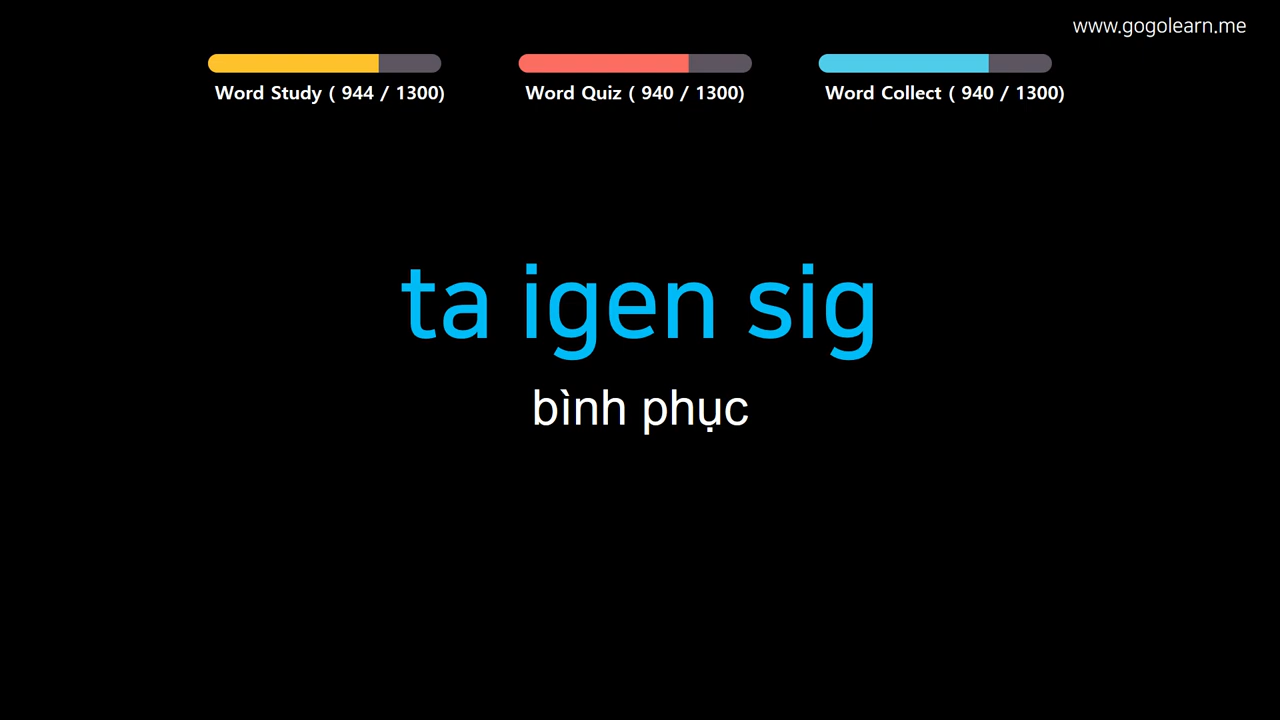 www.gogolearn.me
Word Study ( 944 / 1300)
Word Quiz ( 940 / 1300)
Word Collect ( 940 / 1300)
ta igen sig
bình phục